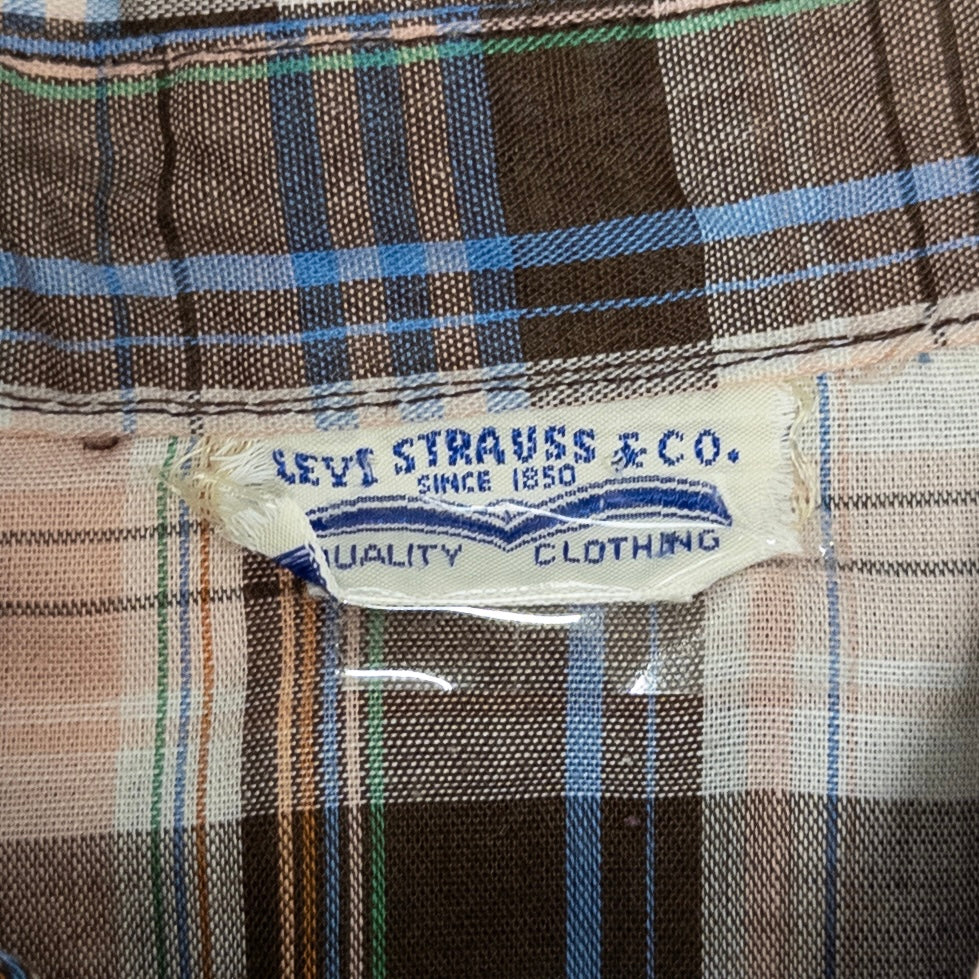 LEVI STRAUSS & CO.
SINCE 1850
QUALITY CLOTHING